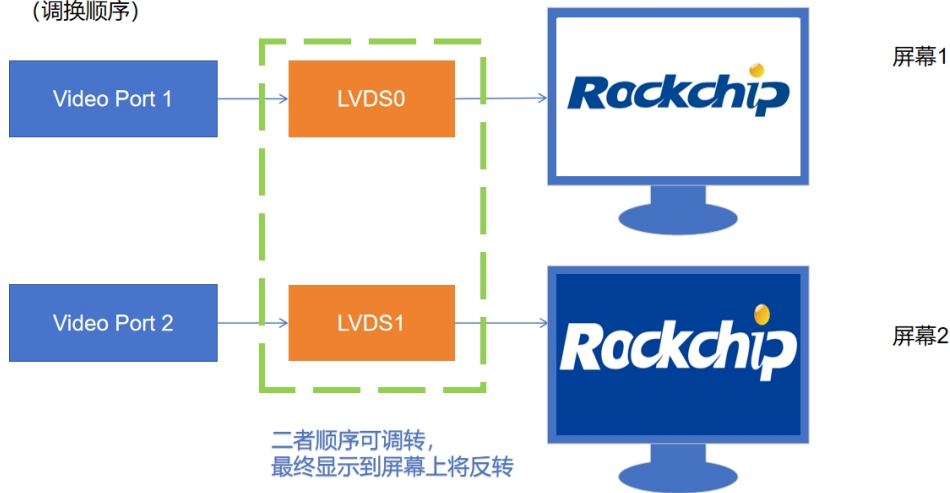 (调换顺序)
屏幕1
Video Port 1
LVDS0
Rockchip
Video Port 2
LVDS1
Rockchip
屏幕2
二者顺序可调转，
最终显示到屏幕上将反转